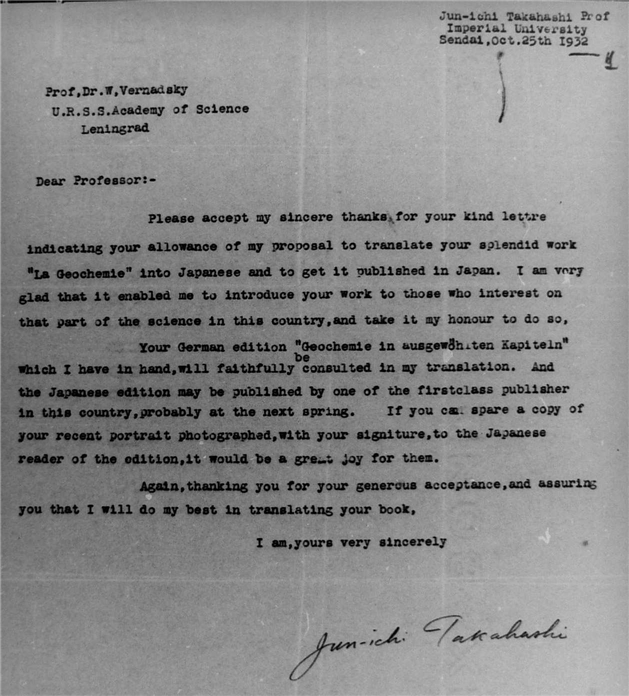 Jun-ichi Takahashi Prof
Imperial University
Sendai,Oct.25th 1932
Prof,Dr.W,Vernadsky
U.R.S.S.Academy of Science
Leningrad
Dear Professor:-
Please accept my sincere thanks for your kind lettre
indicating your allowance of my proposal to translate your splendid work
"La Geochemie" into Japanese and to get it published in Japan. I am very
glad that it enabled me to introduce your work to those who interest on
that part of the science in this country,and take it my honour to do so,
Your German edition "Geochemie in ausgewöhlten Kapiteln"
be
which I have in hand,will faithfully consulted in my translation. And
the Japanese edition may be published by one of the firstclass publisher
in this country,probably at the next spring. If you can spare a copy of
your recent portrait photographed,with your signiture,to the Japanese
reader of the edition,it would be a great joy for them.
Again,thanking you for your generous acceptance,and assuring
you that I will do my best in translating your book,
I am,yours very sincerely
Jun-ichi Takahashi